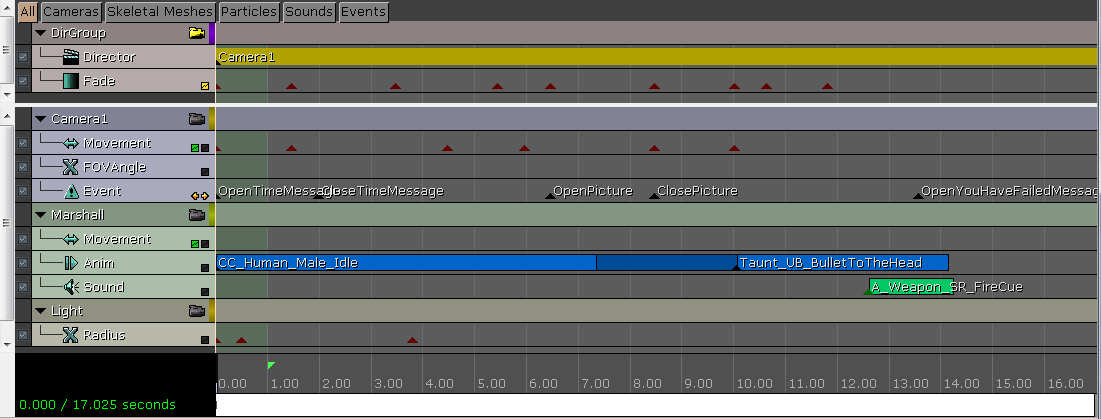 All Cameras Skeletal Meshes Particles Sounds Events
DirGroup
Director Camera1
Fade
Camera1
Movement
FOVAngle
Event OpenTimeMessage CloseTimeMessage OpenPicture ClosePicture OpenYouHaveFailedMessag
Marshall
Movement
Anim CC_Human_Male_Idle Taunt_UB_BulletToTheHead
Sound A_Weapon_SR_FireCue
Light
Radius
0.00 1.00 2.00 3.00 4.00 5.00 6.00 7.00 8.00 9.00 10.00 11.00 12.00 13.00 14.00 15.00 16.00
0.000 / 17.025 seconds